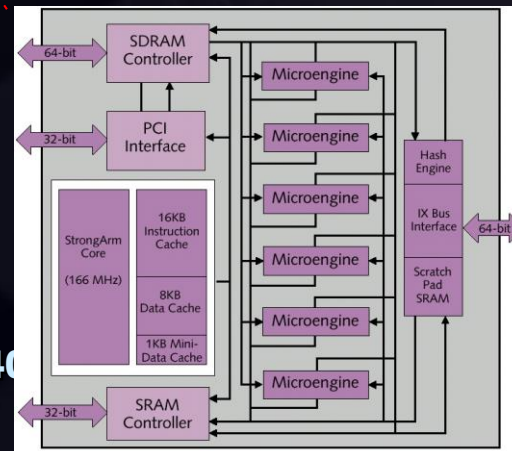 SDRAM
Controller
64-bit
PCI
Interface
32-bit
StrongArm
Core
(166 MHz)
16KB
Instruction
Cache
8KB
Data Cache
1KB Mini-
Data Cache
SRAM
Controller
32-bit
Microengine
Microengine
Microengine
Microengine
Microengine
Microengine
Hash
Engine
IX Bus
Interface
Scratch
Pad
SRAM
64-bit